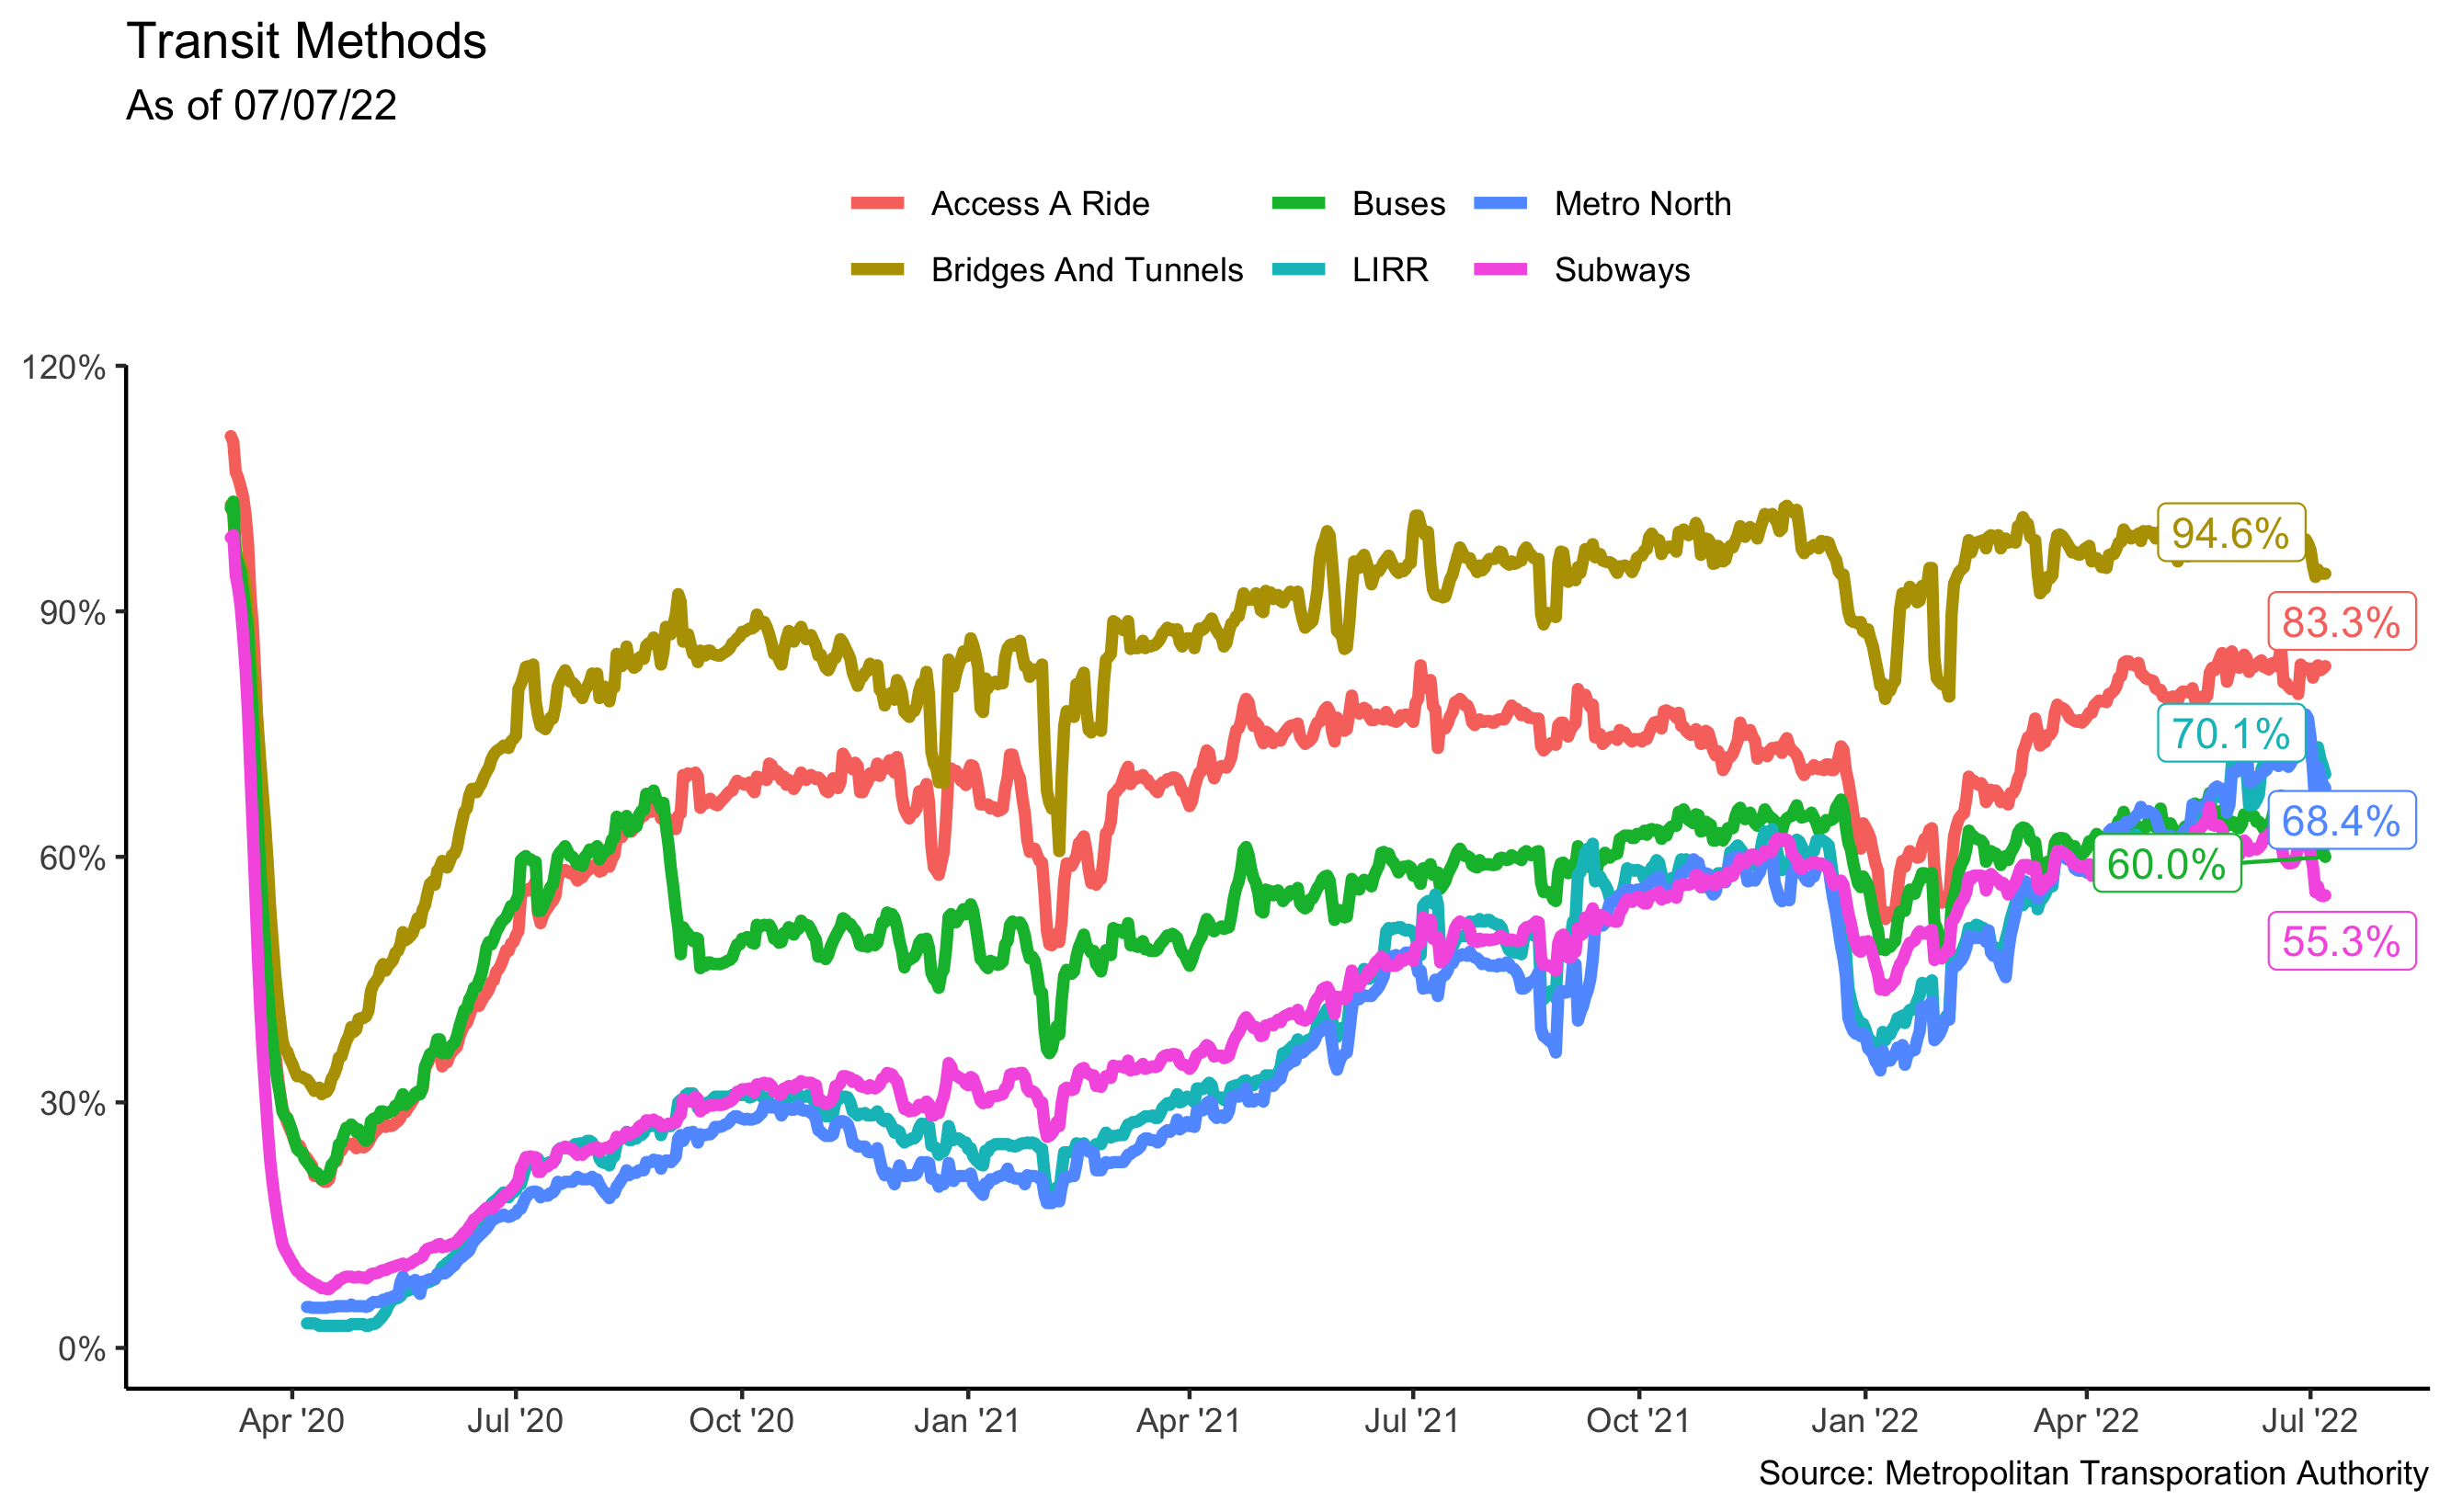 Transit Methods
As of 07/07/22
Access A Ride
Buses
Metro North
Bridges And Tunnels
LIRR
Subways
120%
90%
60%
30%
0%
94.6%
83.3%
70.1%
68.4%
60.0%
55.3%
Apr '20
Jul '20
Oct '20
Jan '21
Apr '21
Jul '21
Oct '21
Jan '22
Apr '22
Jul '22
Source: Metropolitan Transporation Authority